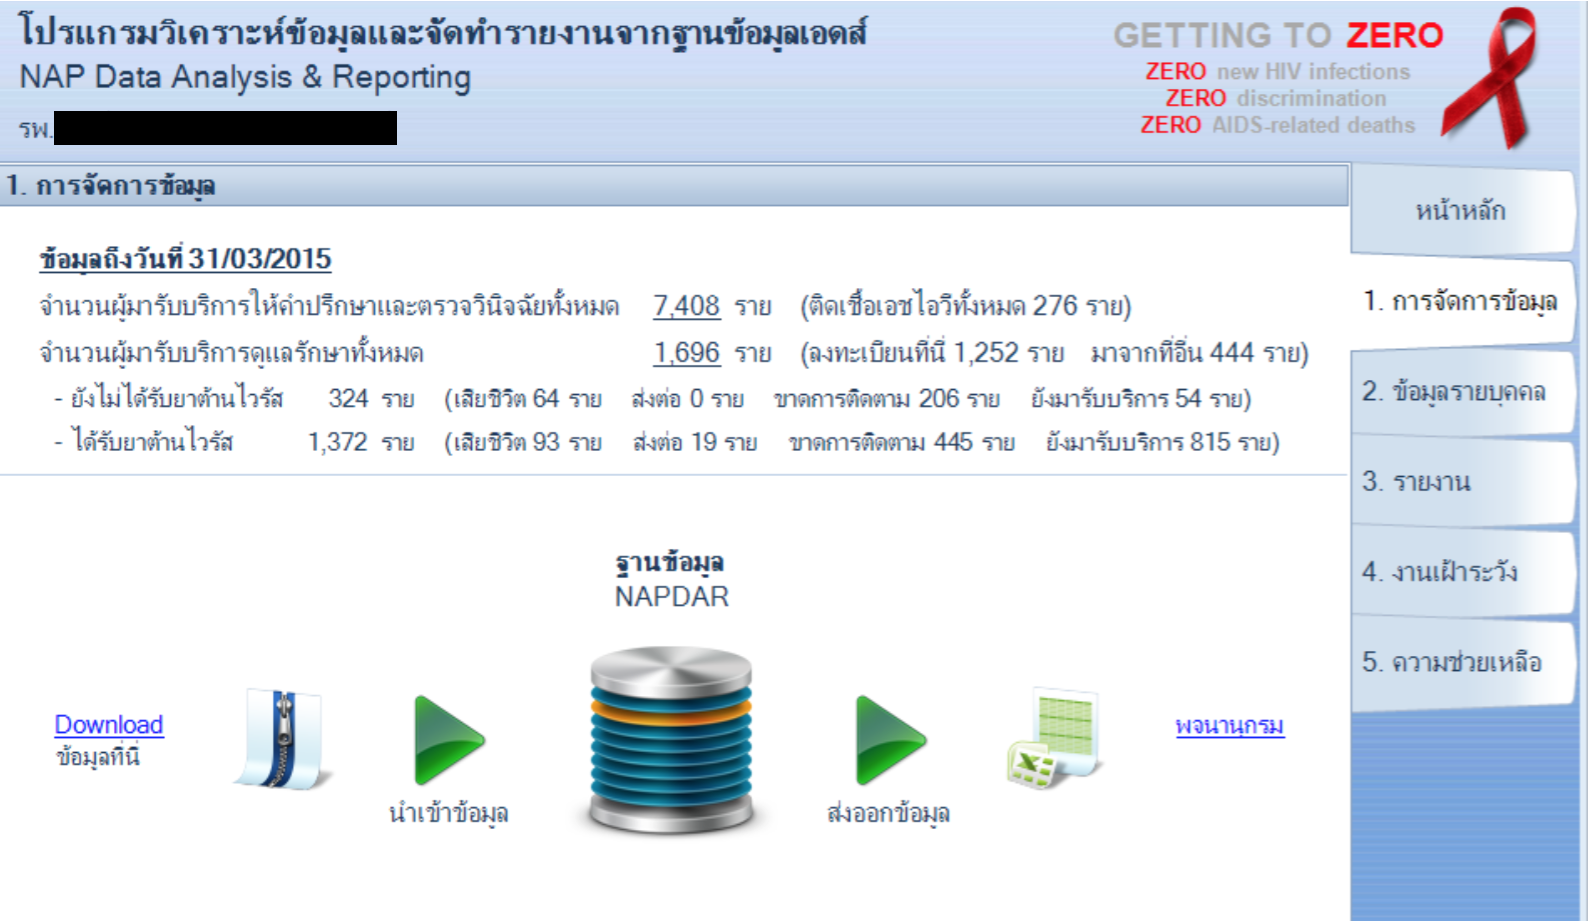 โปรแกรมวิเคราะห์ข้อมูลและจัดทำรายงานจากฐานข้อมูลเอดส์
NAP Data Analysis & Reporting
รพ.
GETTING TO ZERO
ZERO new HIV infections
ZERO discrimination
ZERO AIDS-related deaths
1. การจัดการข้อมูล
ข้อมูลถึงวันที่ 31/03/2015
จำนวนผู้มารับบริการให้คำปรึกษาและตรวจวินิจฉัยทั้งหมด 7,408 ราย (ติดเชื้อเอชไอวีทั้งหมด 276 ราย)
จำนวนผู้มารับบริการดูแลรักษาทั้งหมด 1,696 ราย (ลงทะเบียนที่นี่ 1,252 ราย มาจากที่อื่น 444 ราย)
- ยังไม่ได้รับยาต้านไวรัส 324 ราย (เสียชีวิต 64 ราย ส่งต่อ 0 ราย ขาดการติดตาม 206 ราย ยังมารับบริการ 54 ราย)
- ได้รับยาต้านไวรัส 1,372 ราย (เสียชีวิต 93 ราย ส่งต่อ 19 ราย ขาดการติดตาม 445 ราย ยังมารับบริการ 815 ราย)
ฐานข้อมูล
NAPDAR
Download
ข้อมูลที่นี่
นำเข้าข้อมูล
ส่งออกข้อมูล
พจนานุกรม
หน้าหลัก
1. การจัดการข้อมูล
2. ข้อมูลรายบุคคล
3. รายงาน
4. งานเฝ้าระวัง
5. ความช่วยเหลือ